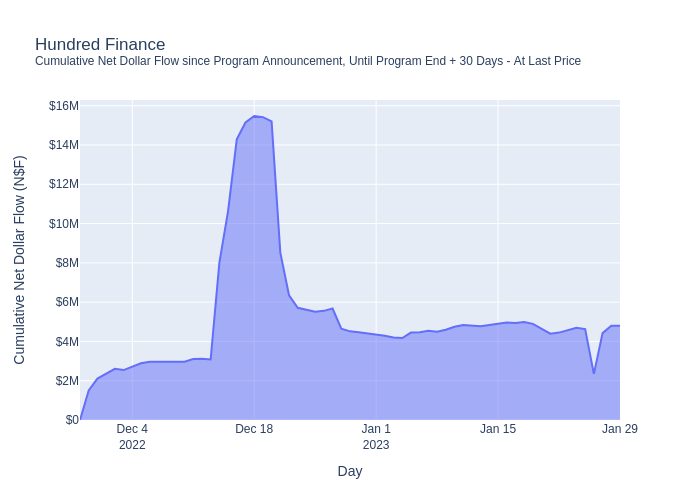 Hundred Finance
Cumulative Net Dollar Flow since Program Announcement, Until Program End + 30 Days - At Last Price
Cumulative Net Dollar Flow (N$F)
$16M
$14M
$12M
$10M
$8M
$6M
$4M
$2M
$0
Dec 4
2022
Dec 18
Jan 1
2023
Jan 15
Jan 29
Day